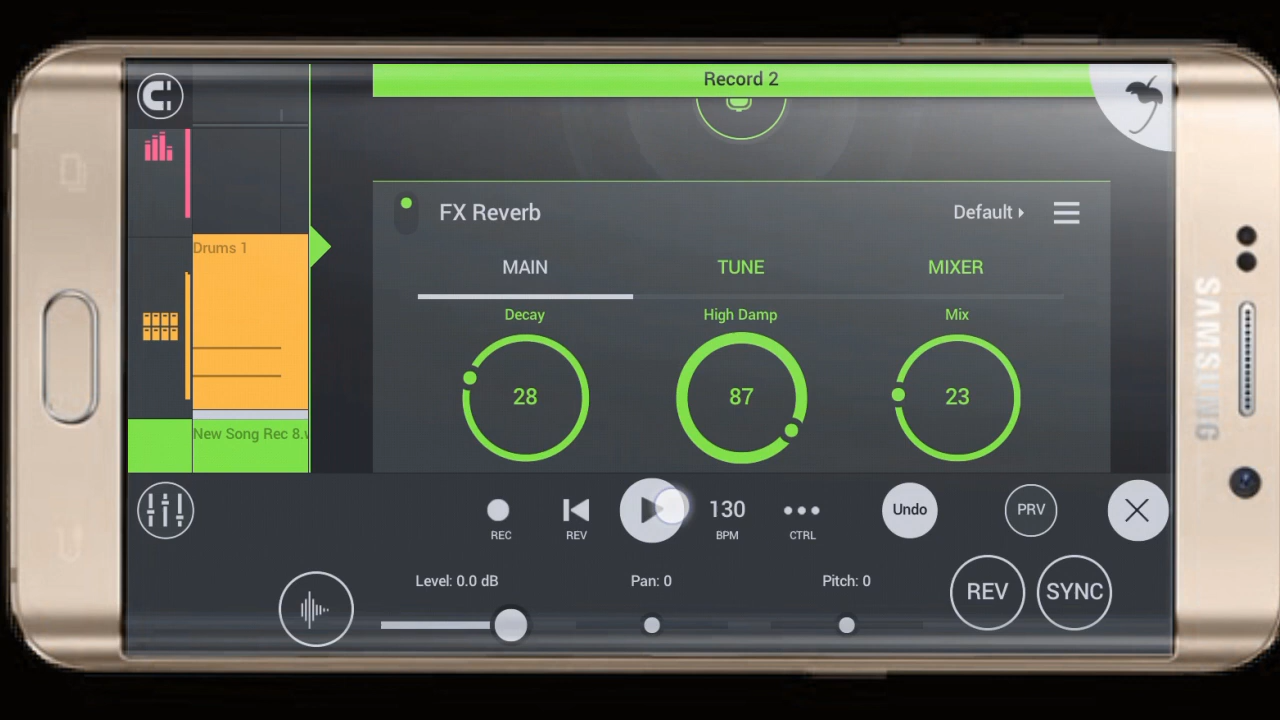 Record 2
Drums 1
New Song Rec 8.v
FX Reverb
Default
MAIN
TUNE
MIXER
Decay
High Damp
Mix
28
87
23
REC
REV
130
BPM
CTRL
Undo
PRV
Level: 0.0 dB
Pan: 0
Pitch: 0
REV
SYNC
SAMSUNG